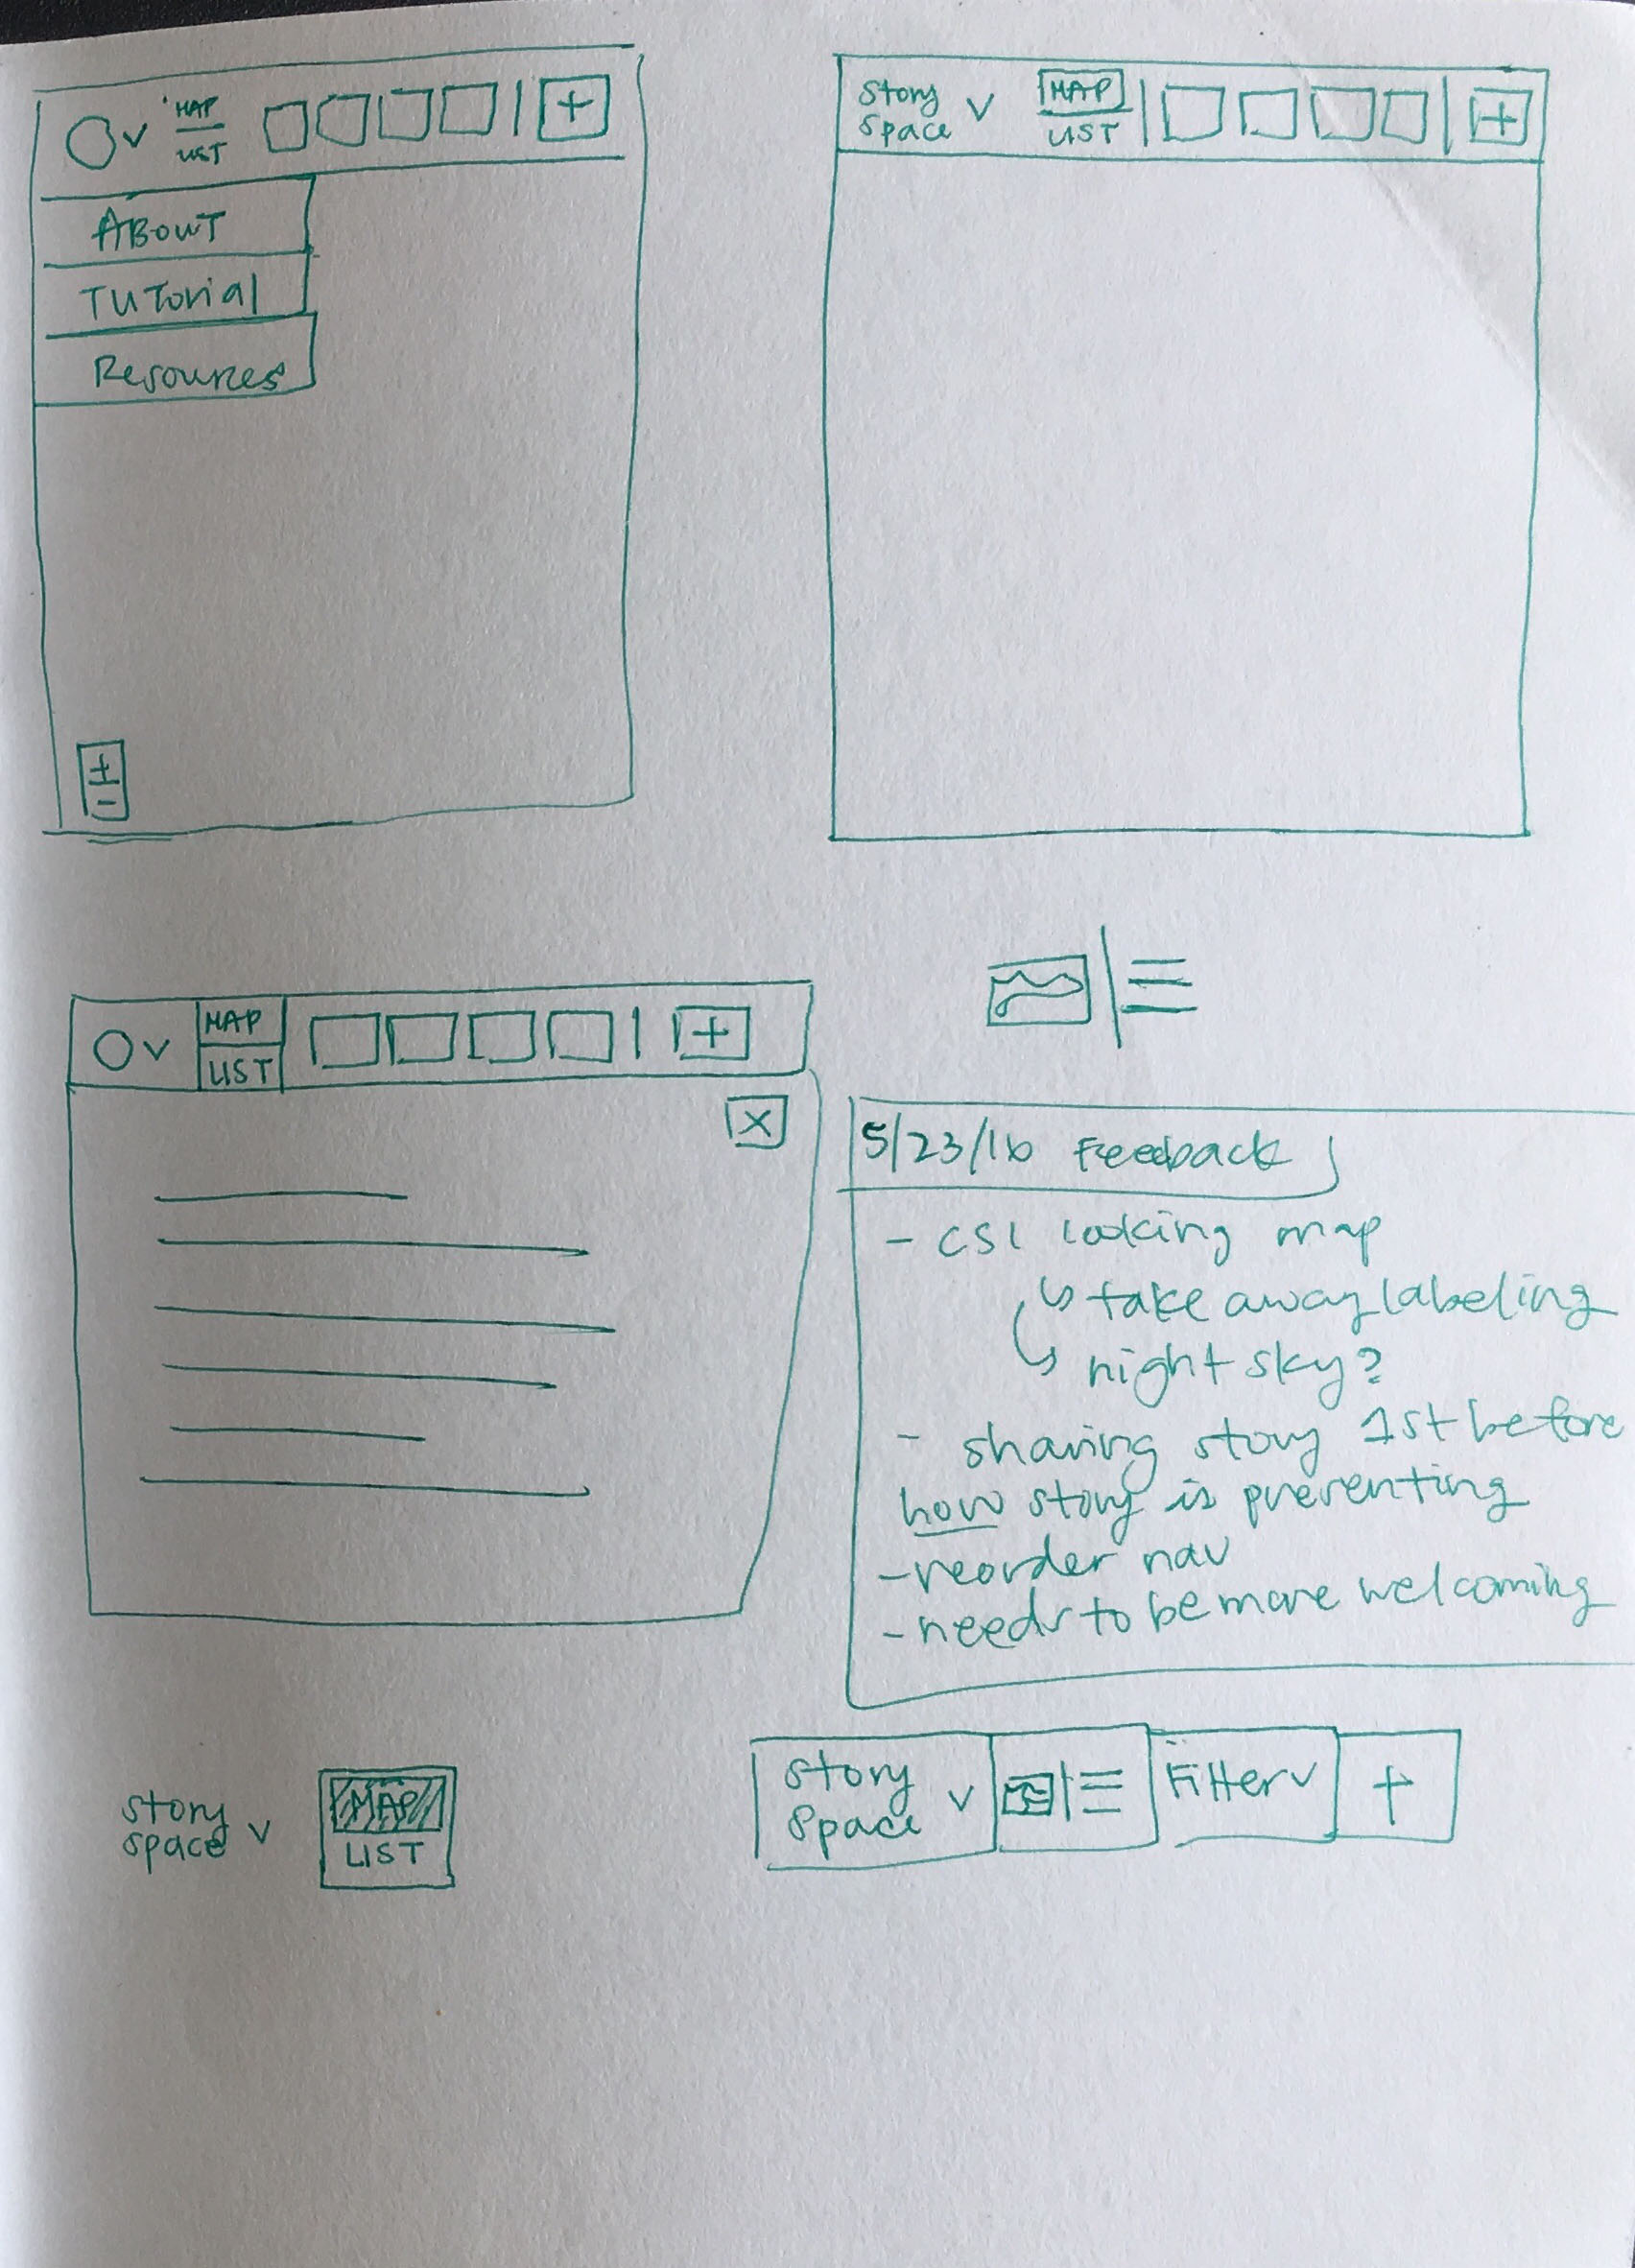 MAP
LIST
+
ABOUT
TUTorial
Resources
+
-
Story
Space v
MAP
LIST
+
MAP
LIST
+
X
5/23/16 Feedback
- CSI looking map
↳ take away labeling
↳ night sky?
- sharing story 1st before
how story is preventing
- reorder nav
- needs to be more welcoming
story
space v
MAP
LIST
Story
Space v
Filter v
+